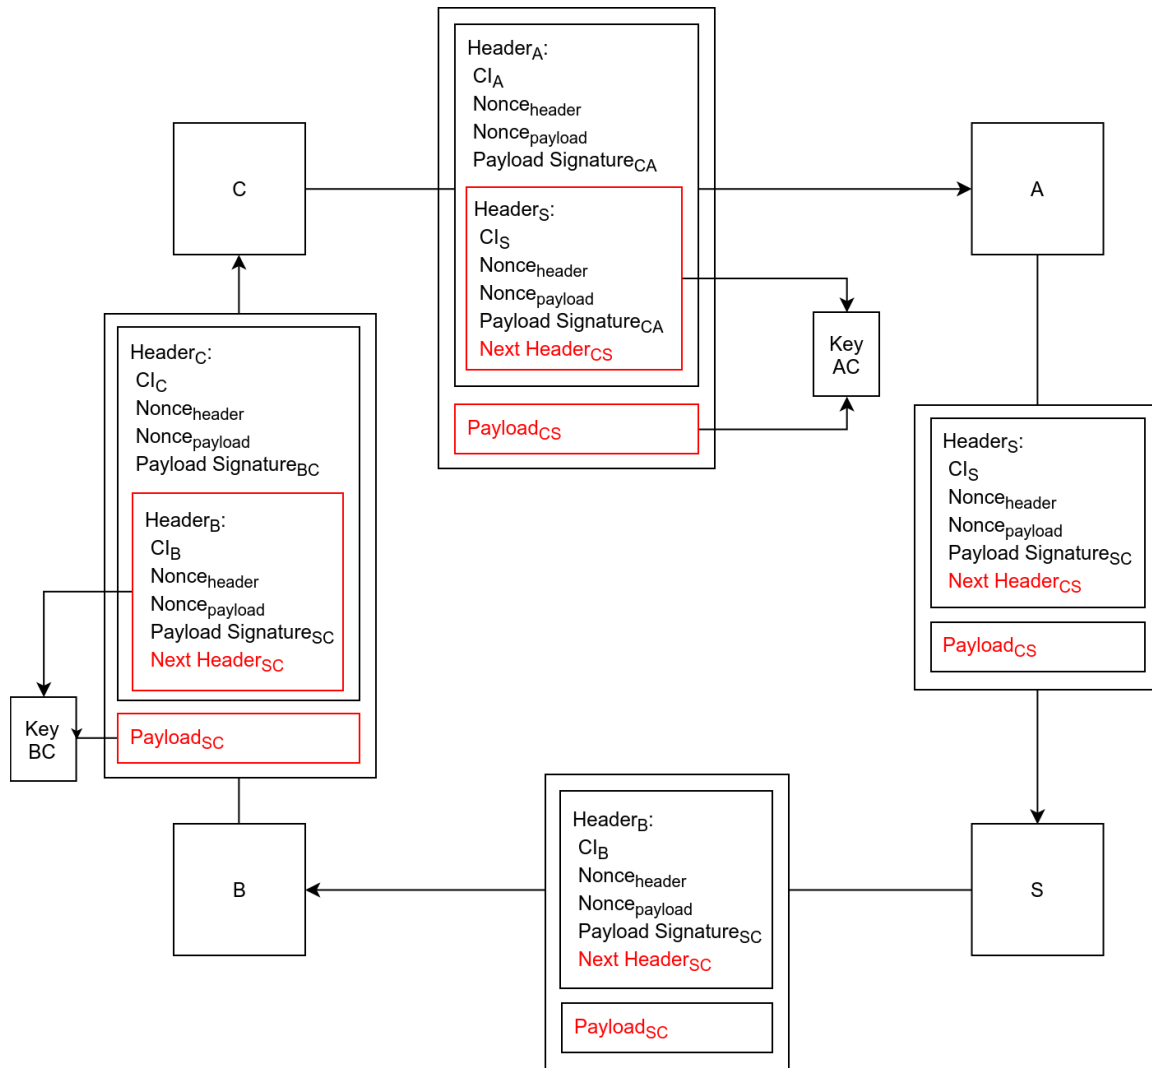 C
Header_A:
CI_A
Nonce_header
Nonce_payload
Payload Signature_CA
Header_S:
CI_S
Nonce_header
Nonce_payload
Payload Signature_CA
Next Header_CS
Payload_CS
A
Key
AC
Header_C:
CI_C
Nonce_header
Nonce_payload
Payload Signature_BC
Header_B:
CI_B
Nonce_header
Nonce_payload
Payload Signature_SC
Next Header_SC
Payload_SC
Key
BC
Header_S:
CI_S
Nonce_header
Nonce_payload
Payload Signature_SC
Next Header_CS
Payload_CS
B
Header_B:
CI_B
Nonce_header
Nonce_payload
Payload Signature_SC
Next Header_SC
Payload_SC
S